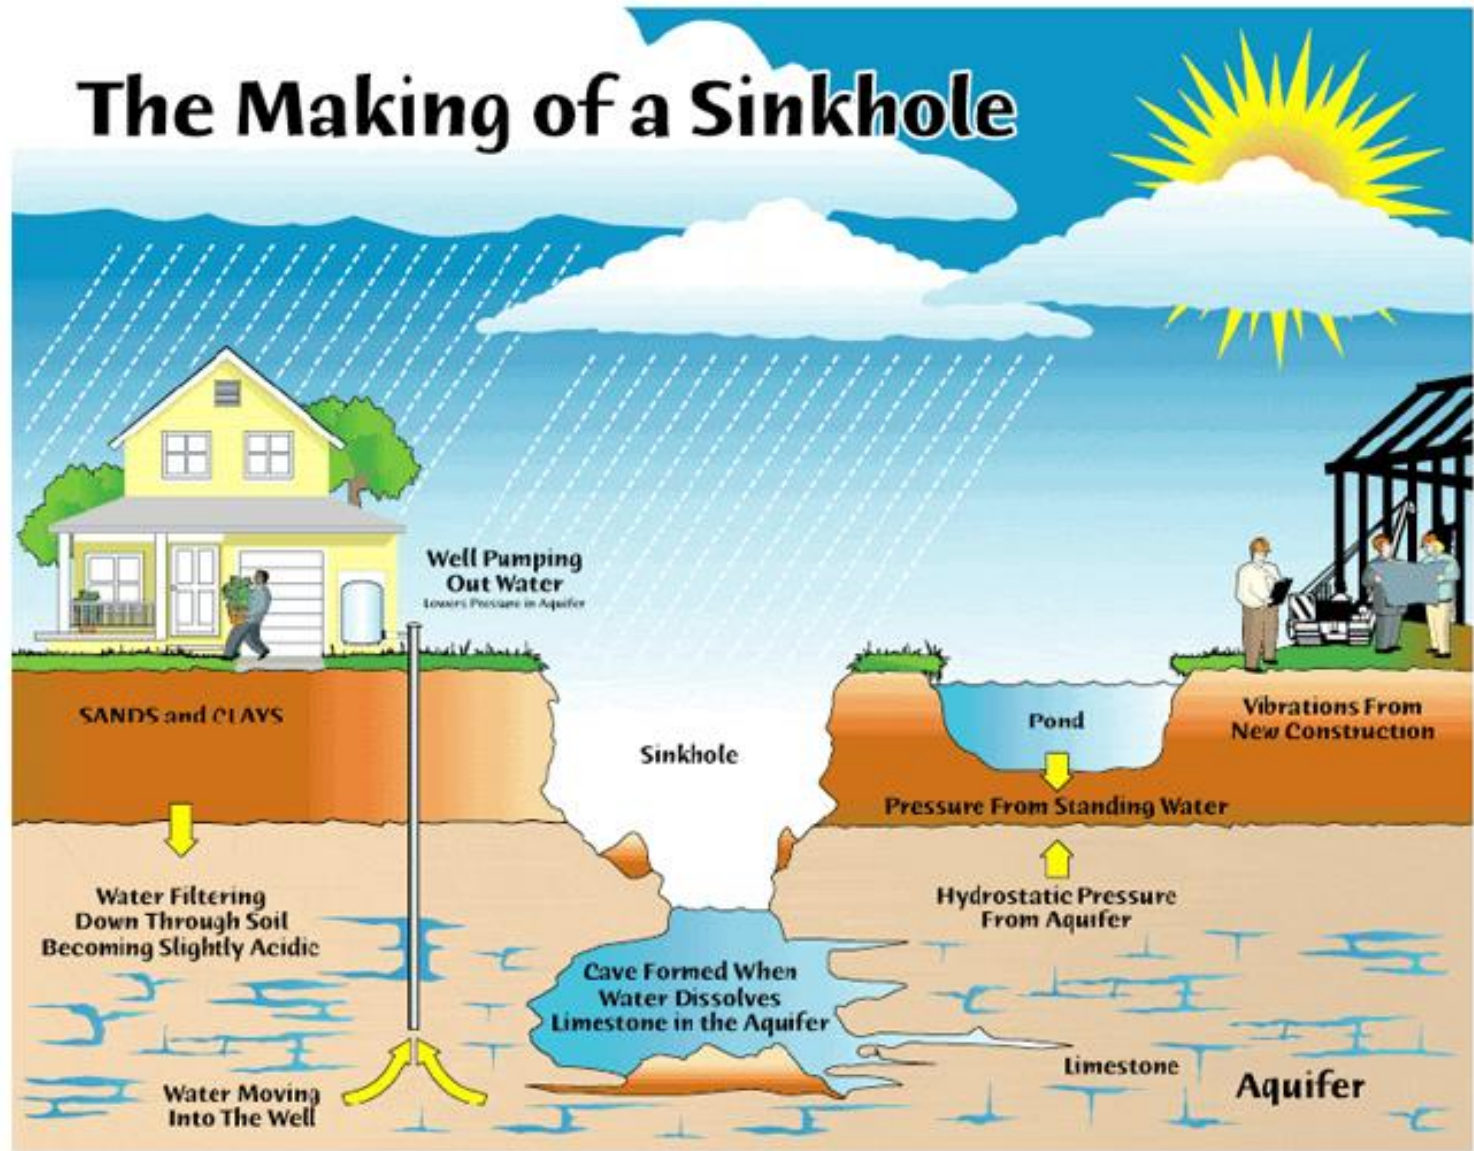 The Making of a Sinkhole
Well Pumping
Out Water
Lowers Pressure in Aquifer
SANDS and CLAYS
Sinkhole
Pond
Vibrations From
New Construction
Pressure From Standing Water
Water Filtering
Down Through Soil
Becoming Slightly Acidic
Hydrostatic Pressure
From Aquifer
Cave Formed When
Water Dissolves
Limestone in the Aquifer
Limestone
Aquifer
Water Moving
Into The Well